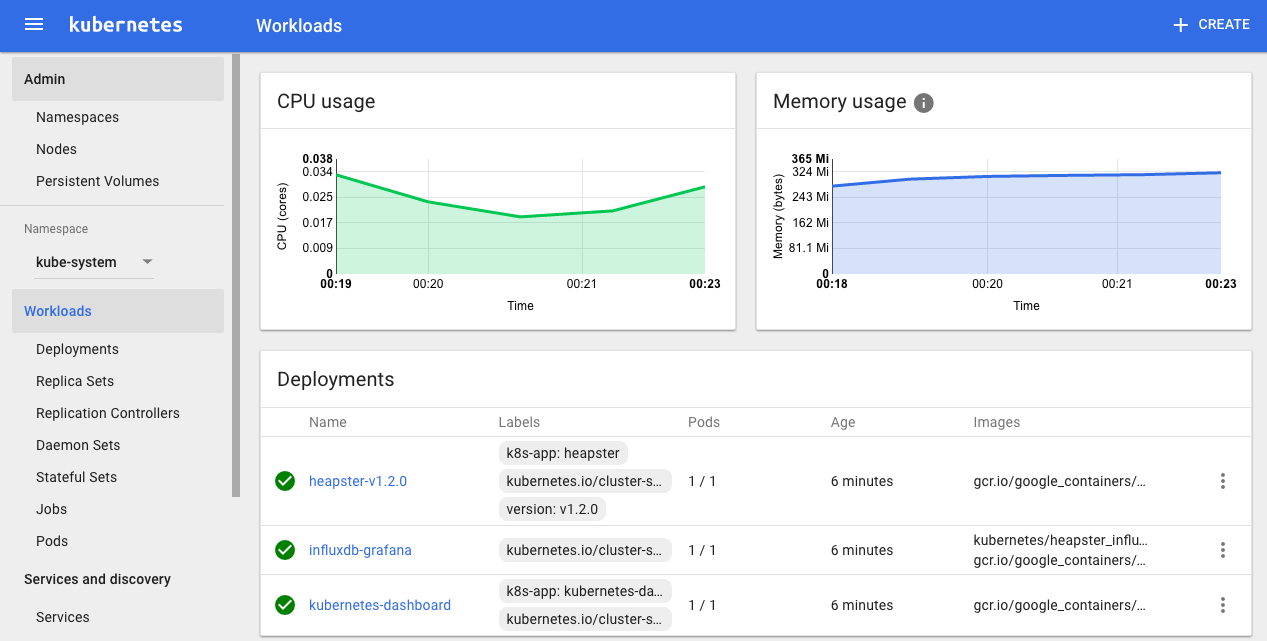 kubernetes
Workloads
CREATE
Admin
Namespaces
Nodes
Persistent Volumes
Namespace
kube-system
Workloads
Deployments
Replica Sets
Replication Controllers
Daemon Sets
Stateful Sets
Jobs
Pods
Services and discovery
Services
CPU usage
CPU (cores)
0.038
0.034
0.025
0.017
0.009
0
00:19 00:20 00:21 00:23
Time
Memory usage
Memory (bytes)
365 Mi
324 Mi
243 Mi
162 Mi
81.1 Mi
0
00:18 00:20 00:21 00:23
Time
Deployments
Name Labels Pods Age Images
k8s-app: heapster
heapster-v1.2.0 kubernetes.io/cluster-s... 1 / 1 6 minutes gcr.io/google_containers/...
version: v1.2.0
kubernetes/heapster_influ...
influxdb-grafana kubernetes.io/cluster-s... 1 / 1 6 minutes
gcr.io/google_containers/...
k8s-app: kubernetes-da...
kubernetes-dashboard 1 / 1 6 minutes gcr.io/google_containers/...
kubernetes.io/cluster-s...